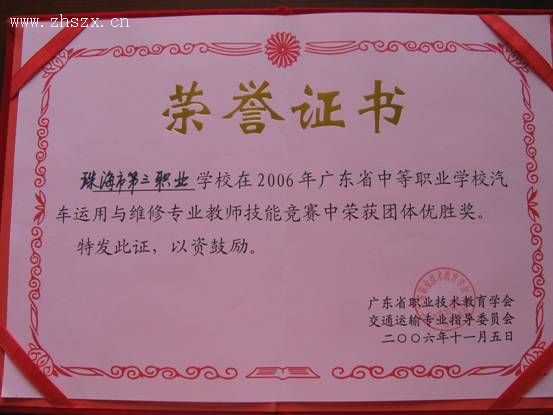 www.zhszx.cn
荣誉证书
珠海市第三职业学校在2006年广东省中等职业学校汽
车运用与维修专业教师技能竞赛中荣获团体优胜奖。
特发此证，以资鼓励。
广东省职业技术教育学会
交通运输专业指导委员会
二〇〇六年十一月五日